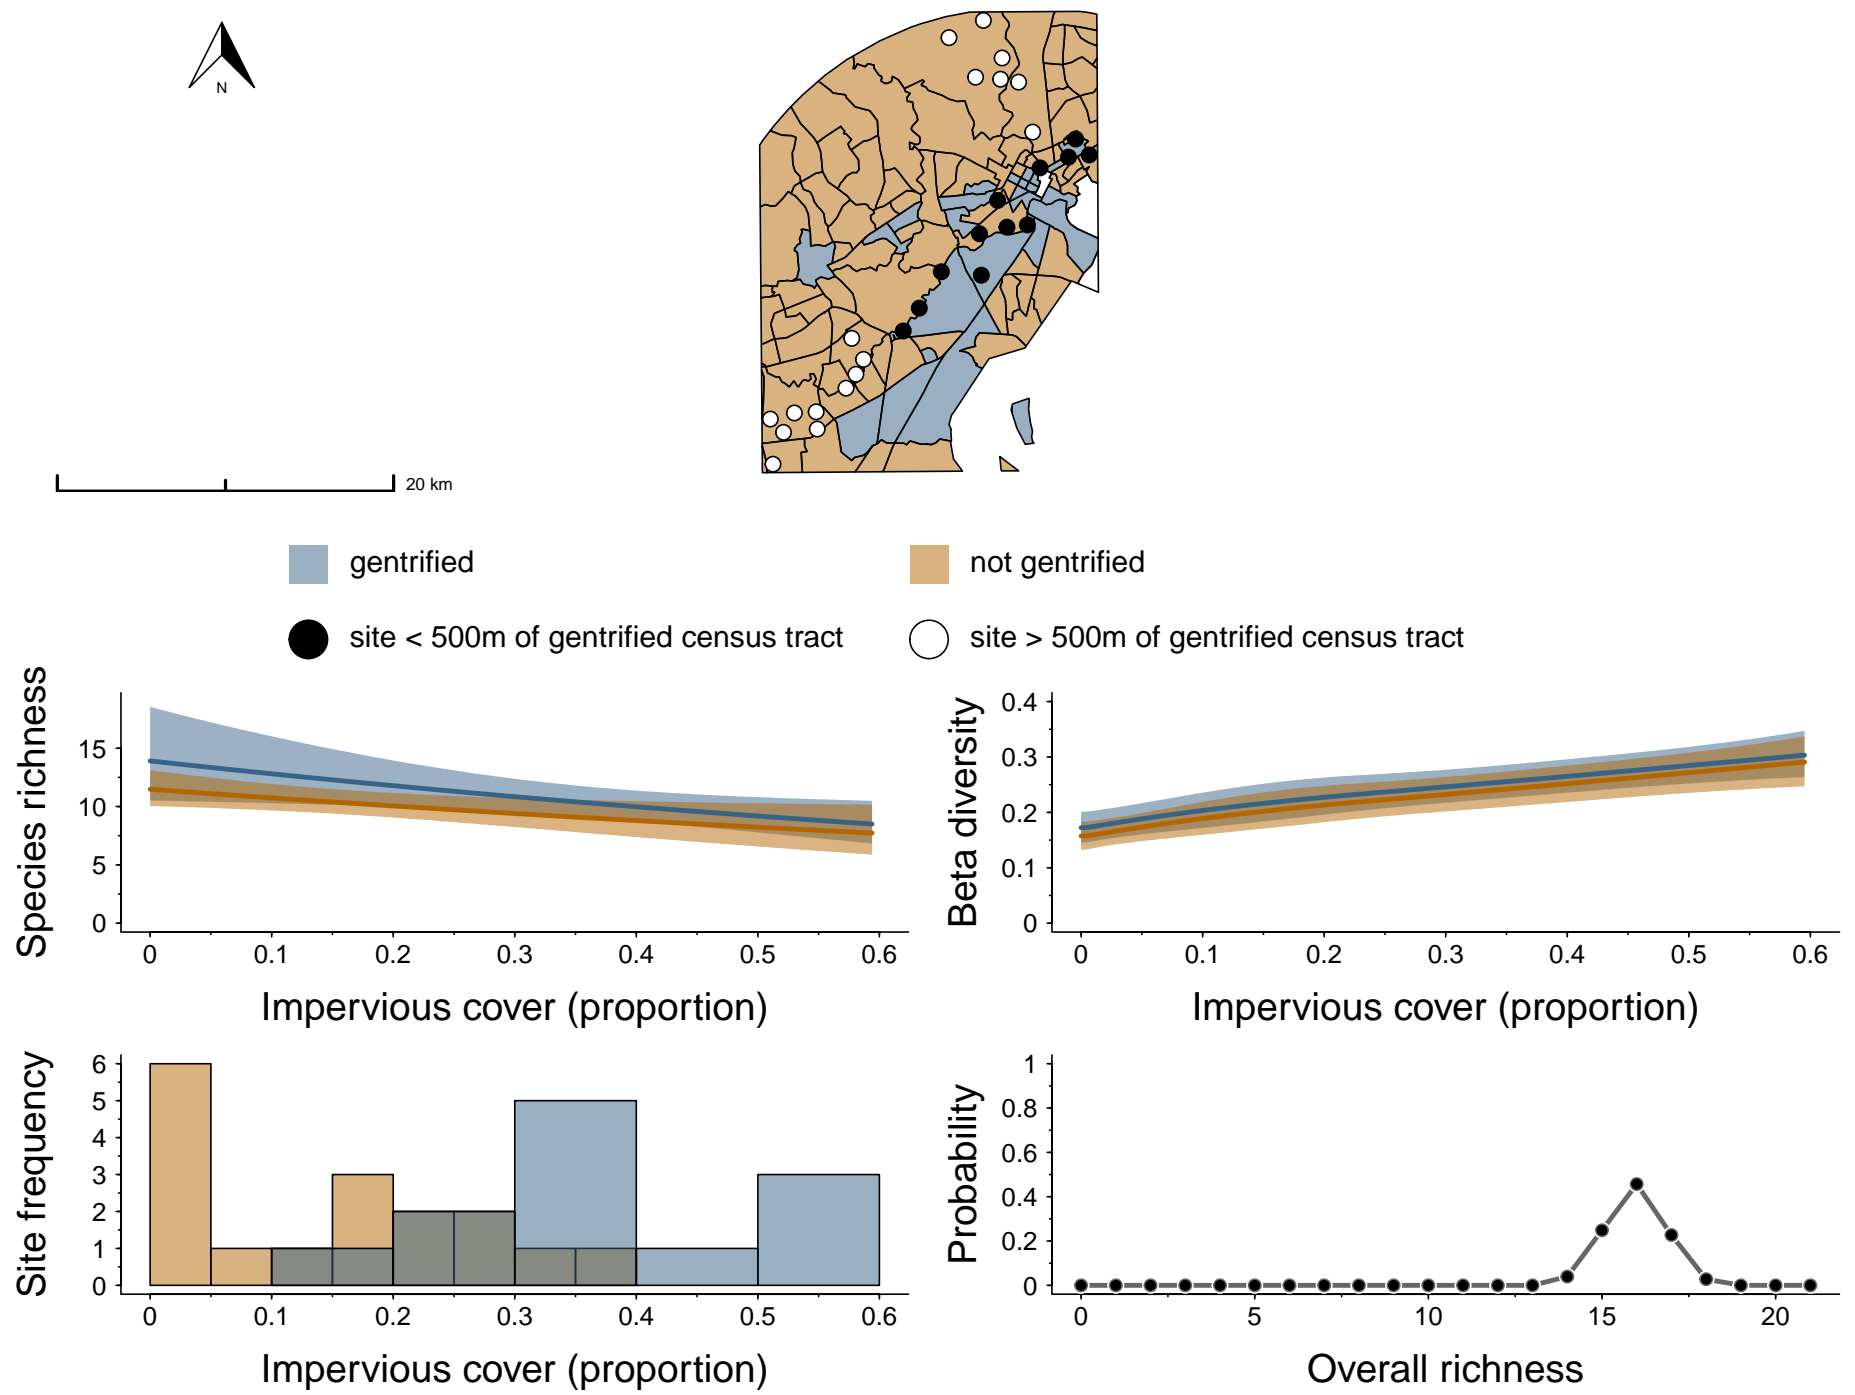 N
20 km
gentrified
not gentrified
site < 500m of gentrified census tract
site > 500m of gentrified census tract
Species richness
15
10
5
0
0 0.1 0.2 0.3 0.4 0.5 0.6
Impervious cover (proportion)
Beta diversity
0.4
0.3
0.2
0.1
0
0 0.1 0.2 0.3 0.4 0.5 0.6
Impervious cover (proportion)
Site frequency
6
5
4
3
2
1
0
0 0.1 0.2 0.3 0.4 0.5 0.6
Impervious cover (proportion)
Probability
1
0.8
0.6
0.4
0.2
0
0 5 10 15 20
Overall richness